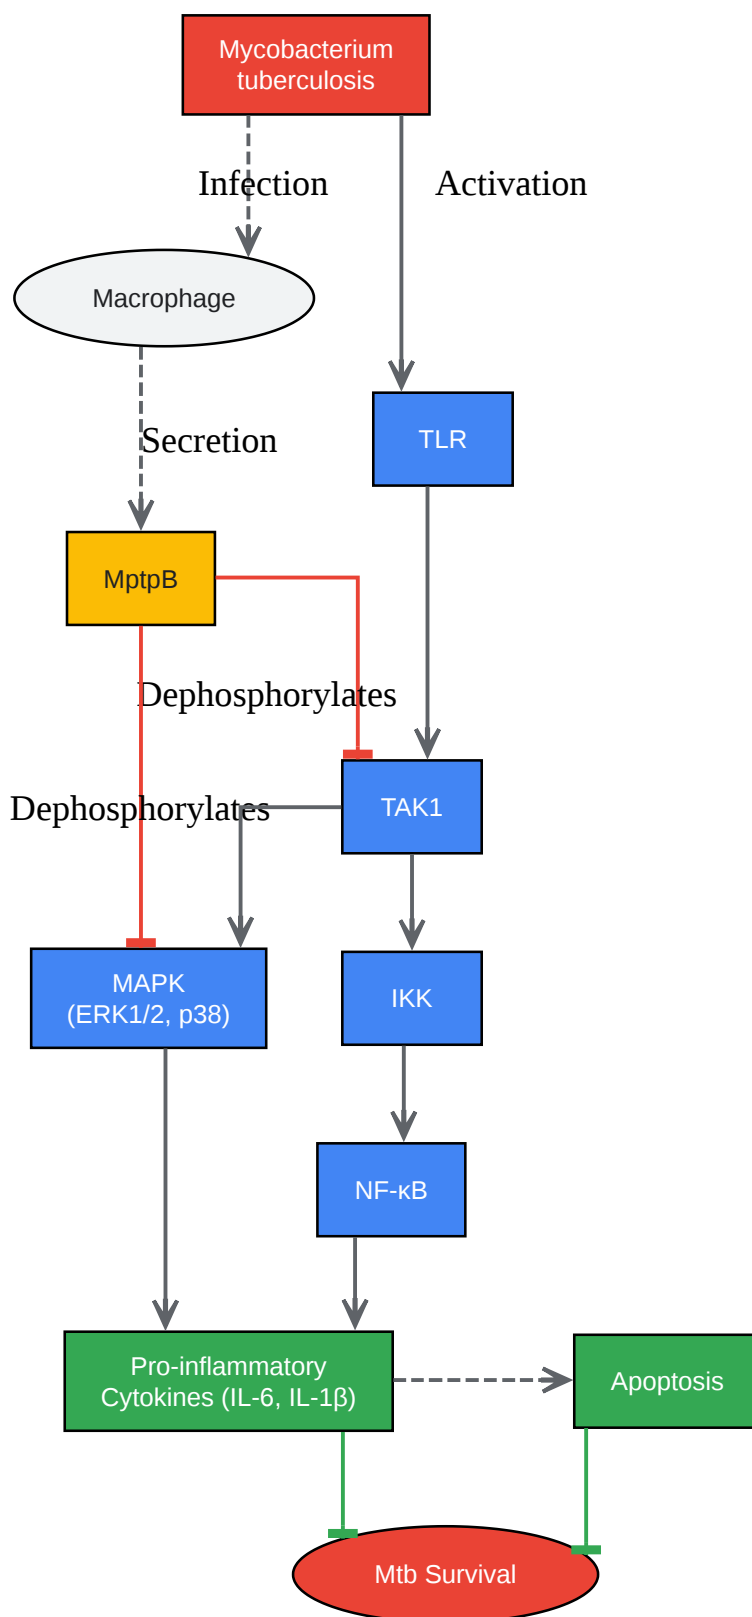 Mycobacterium
tuberculosis
Infection
Activation
Macrophage
TLR
Secretion
MptpB
Dephosphorylates
Dephosphorylates
TAK1
MAPK
(ERK1/2, p38)
IKK
NF-κB
Pro-inflammatory
Cytokines (IL-6, IL-1β)
Apoptosis
Mtb Survival